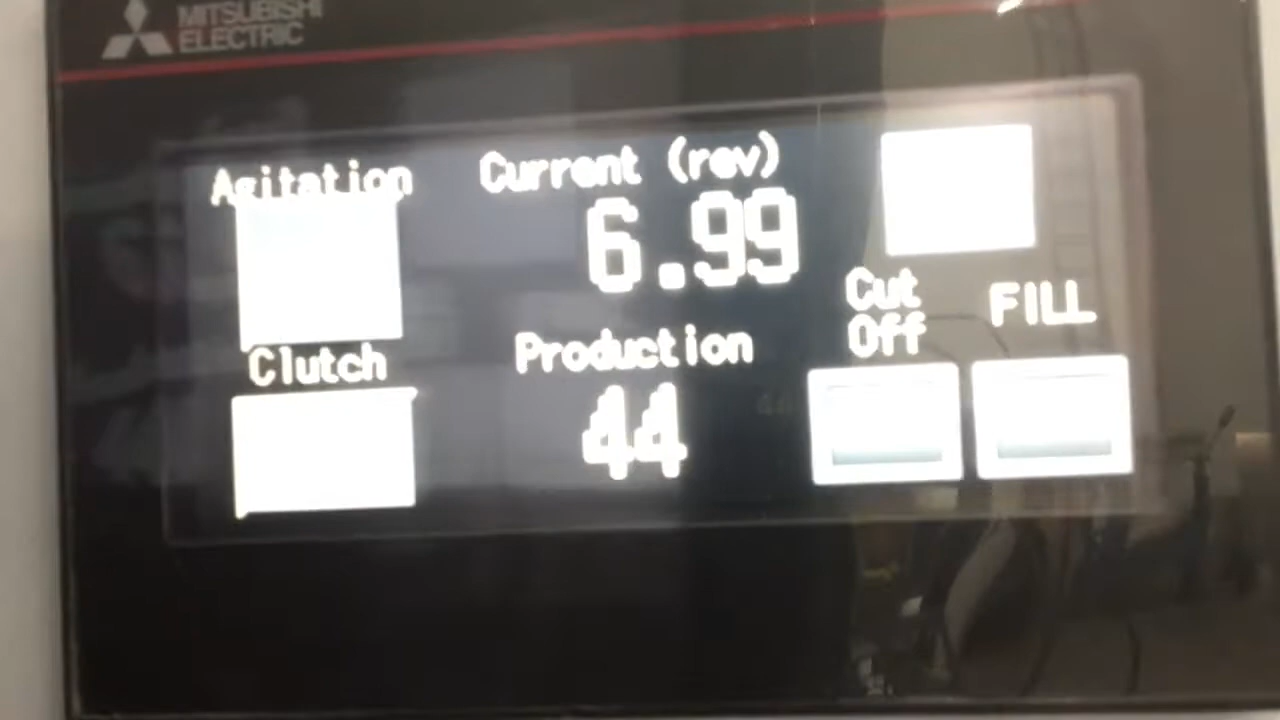 MITSUBISHI
ELECTRIC
Agitation
Current (rev)
6.99
Cut
Off
FILL
Clutch
Production
44